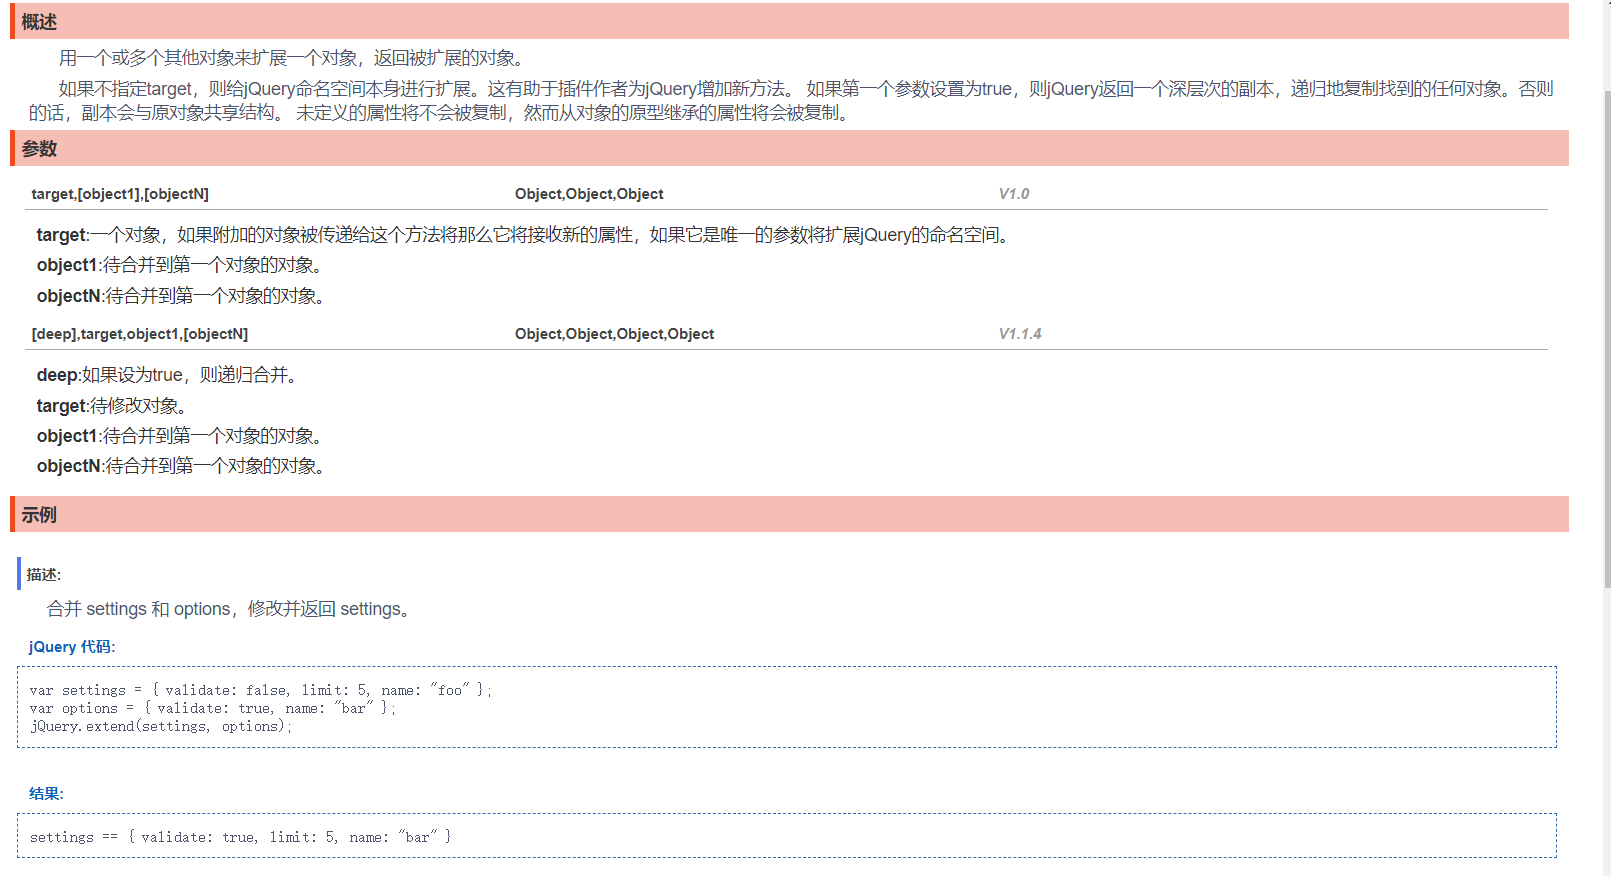 概述
用一个或多个其他对象来扩展一个对象，返回被扩展的对象。
如果不指定target，则给jQuery命名空间本身进行扩展。这有助于插件作者为jQuery增加新方法。 如果第一个参数设置为true，则jQuery返回一个深层次的副本，递归地复制找到的任何对象。否则
的话，副本会与原对象共享结构。 未定义的属性将不会被复制，然而从对象的原型继承的属性将会被复制。
参数
target,[object1],[objectN] Object,Object,Object V1.0
target:一个对象，如果附加的对象被传递给这个方法将那么它将接收新的属性，如果它是唯一的参数将扩展jQuery的命名空间。
object1:待合并到第一个对象的对象。
objectN:待合并到第一个对象的对象。
[deep],target,object1,[objectN] Object,Object,Object,Object V1.1.4
deep:如果设为true，则递归合并。
target:待修改对象。
object1:待合并到第一个对象的对象。
objectN:待合并到第一个对象的对象。
示例
描述:
合并 settings 和 options，修改并返回 settings。
jQuery 代码:
var settings = { validate: false, limit: 5, name: "foo" };
var options = { validate: true, name: "bar" };
jQuery.extend(settings, options);
结果:
settings == { validate: true, limit: 5, name: "bar" }